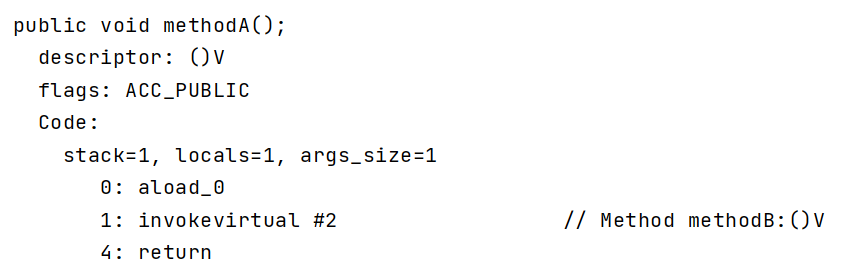 public void methodA();
  descriptor: ()V
  flags: ACC_PUBLIC
  Code:
    stack=1, locals=1, args_size=1
       0: aload_0
       1: invokevirtual #2                  // Method methodB:()V
       4: return